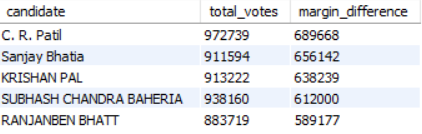 candidate total_votes margin_difference
C. R. Patil 972739 689668
Sanjay Bhatia 911594 656142
KRISHAN PAL 913222 638239
SUBHASH CHANDRA BAHERIA 938160 612000
RANJANBEN BHATT 883719 589177